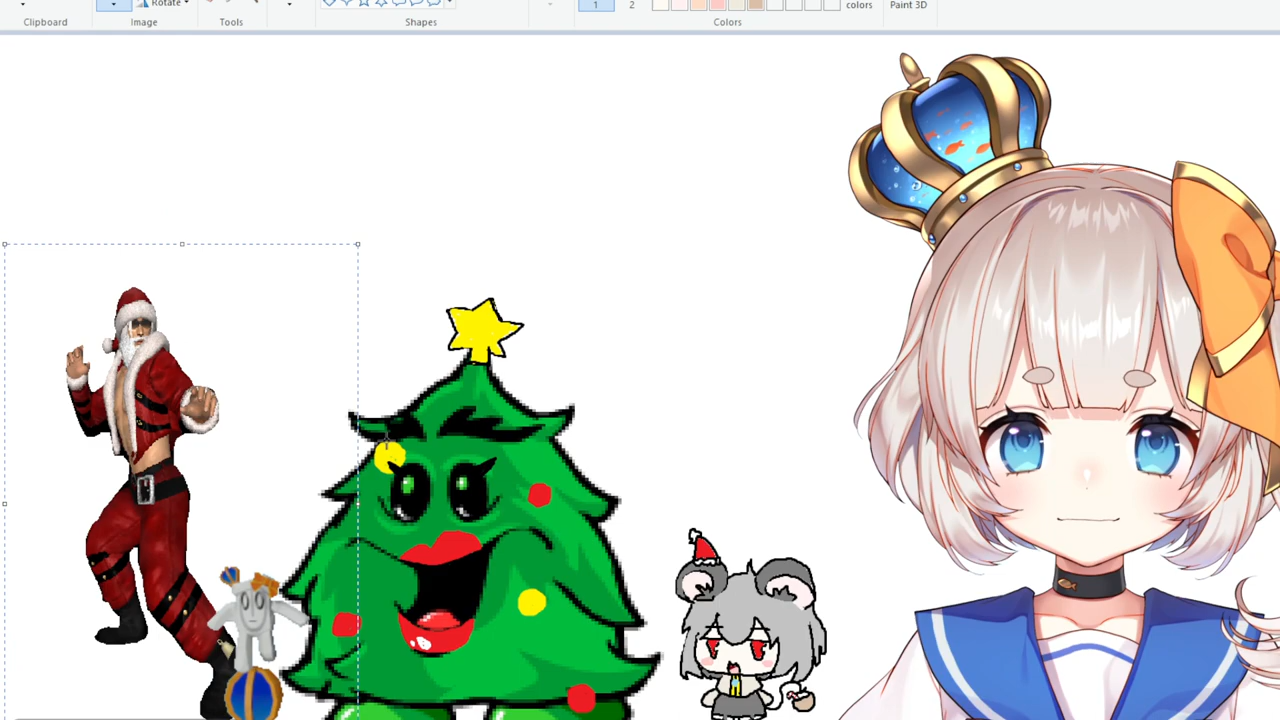 Rotate
1
2
colors
Paint 3D
Clipboard
Image
Tools
Shapes
Colors